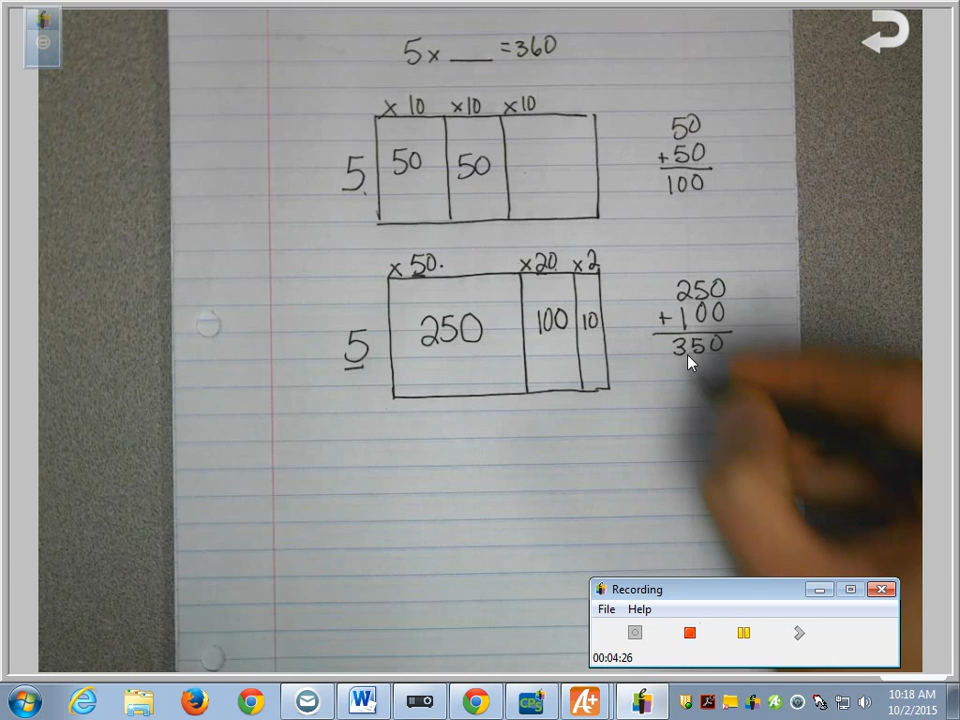 5 x ___ = 360
x 10 x 10 x 10
5. 50 50
50
+ 50
100
x 50. x 20 x 2
5 250 100 10
250
+ 100
350
Recording
File Help
00:04:26
10:18 AM
10/2/2015